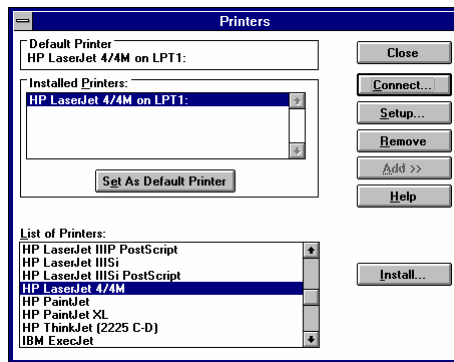 Printers
Default Printer
HP LaserJet 4/4M on LPT1:
Installed Printers:
HP LaserJet 4/4M on LPT1:
Set As Default Printer
Close
Connect...
Setup...
Remove
Add >>
Help
List of Printers:
HP LaserJet IIIP PostScript
HP LaserJet IIISi
HP LaserJet IIISi PostScript
HP LaserJet 4/4M
HP PaintJet
HP PaintJet XL
HP ThinkJet (2225 C-D)
IBM ExecJet
Install...